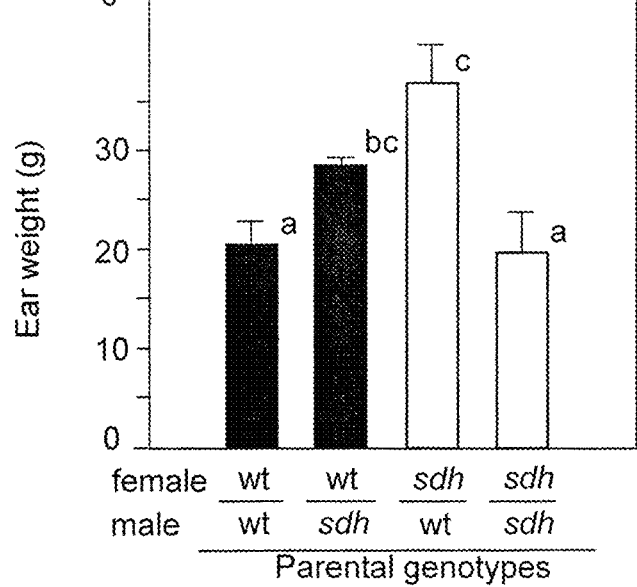 c
bc
30
a
a
20
Ear weight (g)
10
0
female wt wt sdh sdh
male wt sdh wt sdh
Parental genotypes